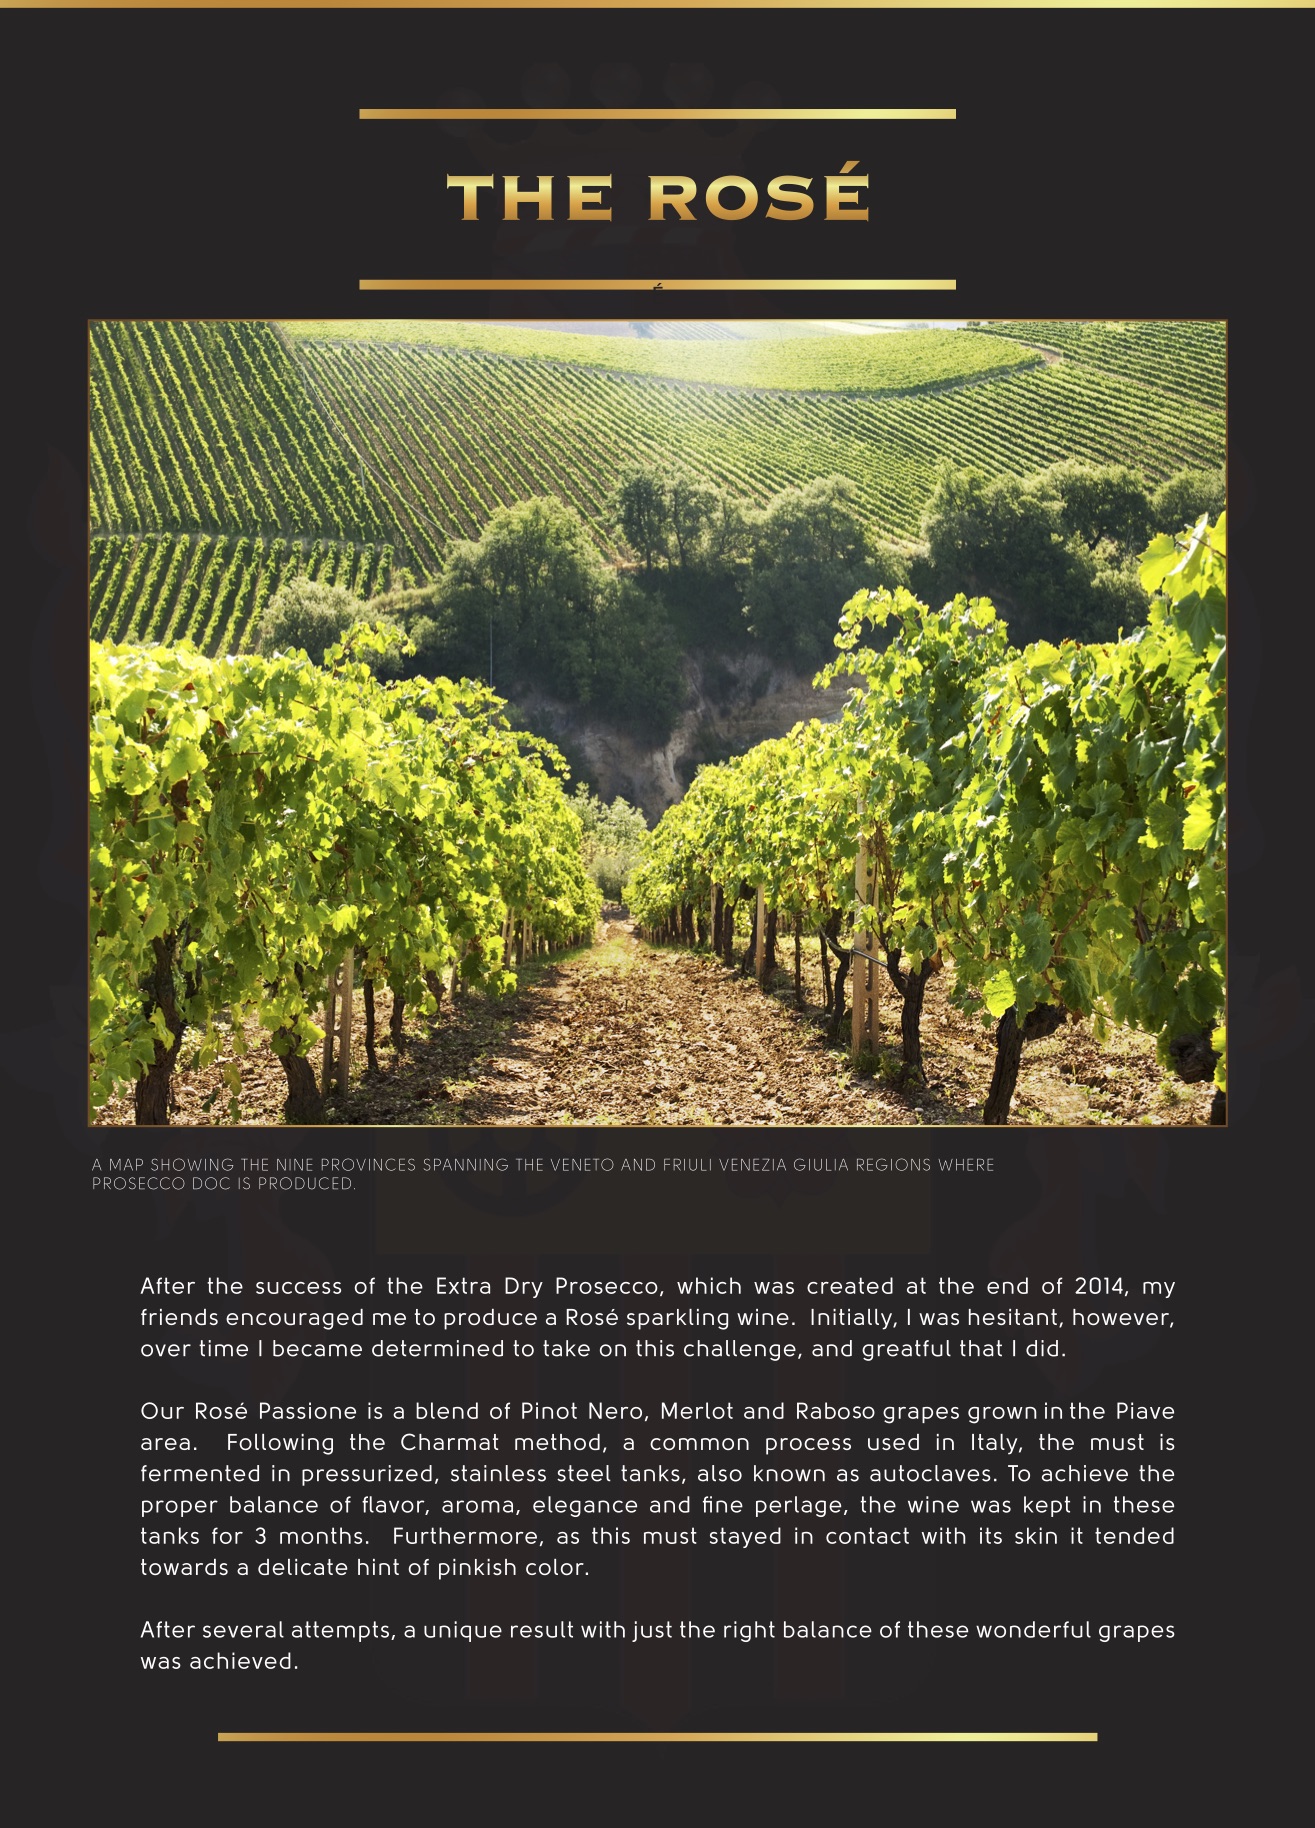 THE ROSÉ
A MAP SHOWING THE NINE PROVINCES SPANNING THE VENETO AND FRIULI VENEZIA GIULIA REGIONS WHERE
PROSECCO DOC IS PRODUCED.
After the success of the Extra Dry Prosecco, which was created at the end of 2014, my
friends encouraged me to produce a Rosé sparkling wine. Initially, I was hesitant, however,
over time I became determined to take on this challenge, and greatful that I did.
Our Rosé Passione is a blend of Pinot Nero, Merlot and Raboso grapes grown in the Piave
area. Following the Charmat method, a common process used in Italy, the must is
fermented in pressurized, stainless steel tanks, also known as autoclaves. To achieve the
proper balance of flavor, aroma, elegance and fine perlage, the wine was kept in these
tanks for 3 months. Furthermore, as this must stayed in contact with its skin it tended
towards a delicate hint of pinkish color.
After several attempts, a unique result with just the right balance of these wonderful grapes
was achieved.